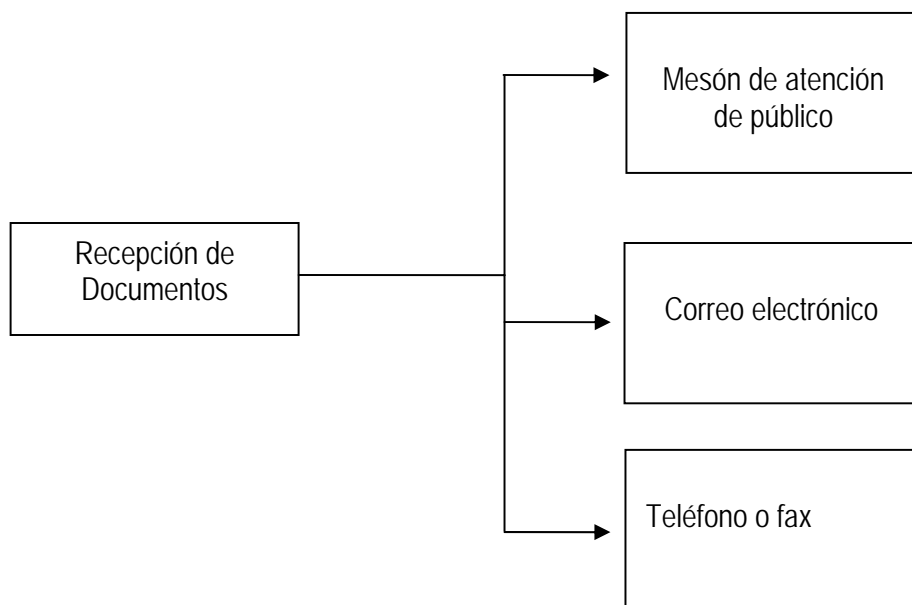 Recepción de
Documentos
Mesón de atención
de público
Correo electrónico
Teléfono o fax